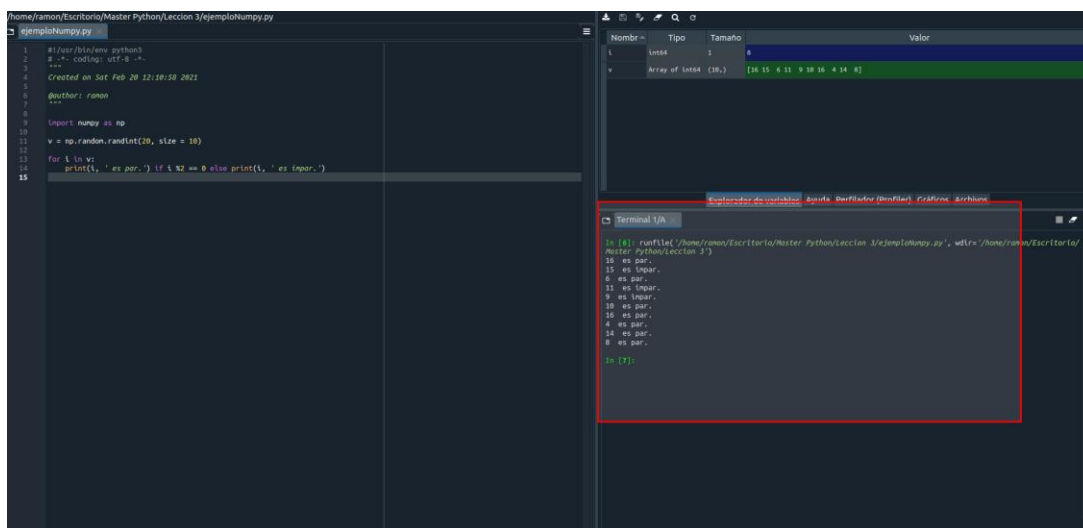 /home/ramon/Escritorio/Master Python/Leccion 3/ejemploNumpy.py
ejemploNumpy.py
1 #!/usr/bin/env python3
2 # -*- coding: utf-8 -*-
3 """
4 Created on Sat Feb 20 12:10:58 2021
5
6 @author: ramon
7 """
8
9 import numpy as np
10
11 v = np.random.randint(20, size = 10)
12
13 for i in v:
14 print(i, ' es par.') if i %2 == 0 else print(i, ' es impar.')
15
Nombre Tipo Tamaño Valor
i int64 1 8
v Array of int64 (10,) [16 15 6 11 9 10 16 4 14 8]
Explorador de variables Ayuda Perfilador (Profiler) Gráficos Archivos
Terminal 1/A
In [6]: runfile('/home/ramon/Escritorio/Master Python/Leccion 3/ejemploNumpy.py', wdir='/home/ramon/Escritorio/
Master Python/Leccion 3')
16 es par.
15 es impar.
6 es par.
11 es impar.
9 es impar.
10 es par.
16 es par.
4 es par.
14 es par.
8 es par.
In [7]: